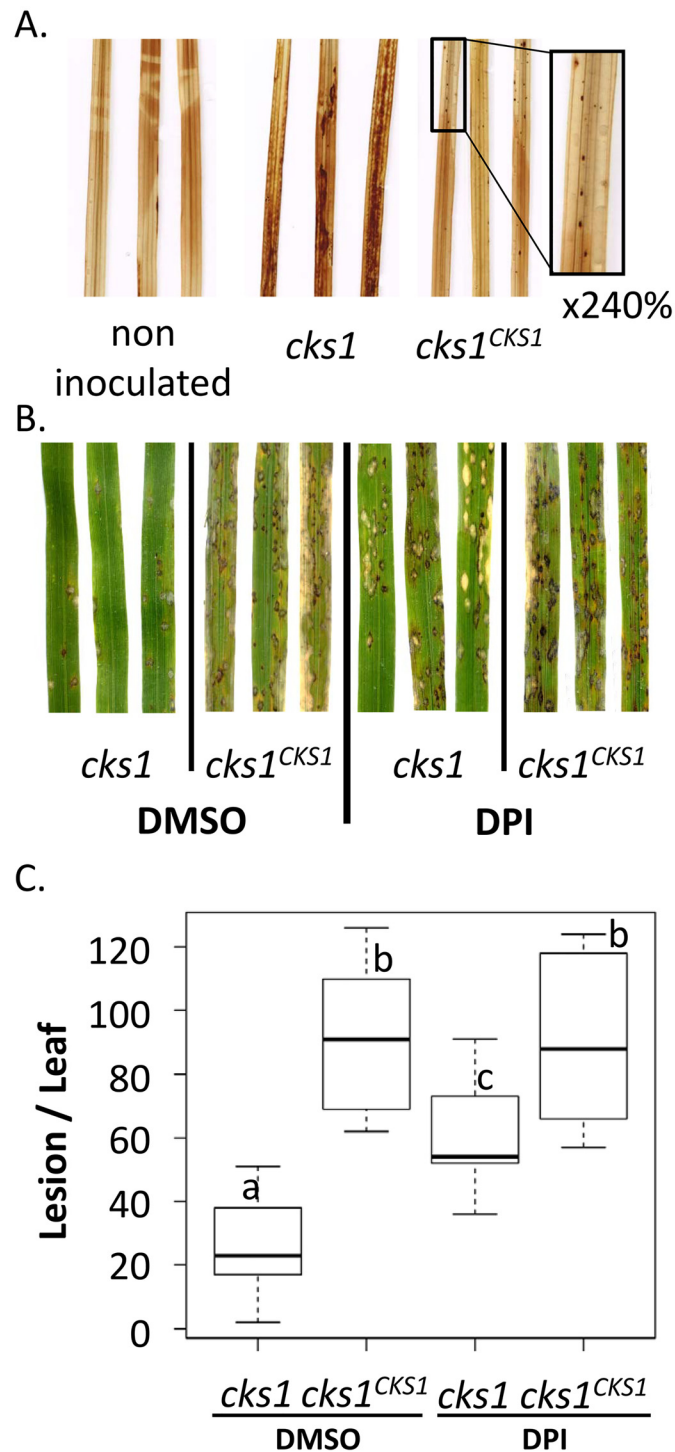 A.
non inoculated
cks1
cks1CKS1
x240%
B.
cks1
cks1CKS1
cks1
cks1CKS1
DMSO
DPI
C.
Lesion / Leaf
120
100
80
60
40
20
0
a
b
c
b
cks1 cks1CKS1 cks1 cks1CKS1
DMSO DPI